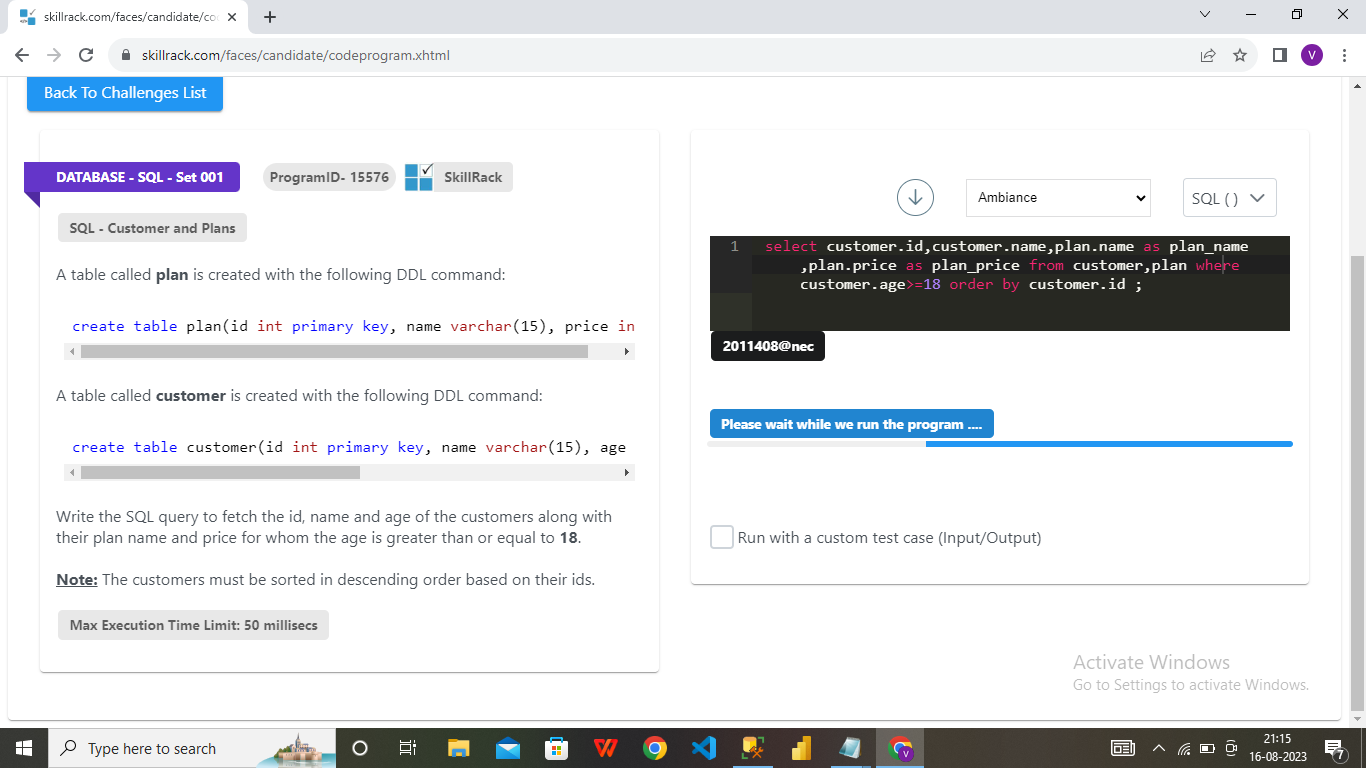 skillrack.com/faces/candidate/co
skillrack.com/faces/candidate/codeprogram.xhtml
V
Back To Challenges List
DATABASE - SQL - Set 001
ProgramID- 15576
SkillRack
SQL - Customer and Plans
A table called plan is created with the following DDL command:
create table plan(id int primary key, name varchar(15), price in
A table called customer is created with the following DDL command:
create table customer(id int primary key, name varchar(15), age
Write the SQL query to fetch the id, name and age of the customers along with
their plan name and price for whom the age is greater than or equal to 18.
Note: The customers must be sorted in descending order based on their ids.
Max Execution Time Limit: 50 millisecs
Ambiance
SQL ( )
1 select customer.id,customer.name,plan.name as plan_name
,plan.price as plan_price from customer,plan where
customer.age>=18 order by customer.id ;
2011408@nec
Please wait while we run the program ....
Run with a custom test case (Input/Output)
Activate Windows
Go to Settings to activate Windows.
Type here to search
V
21:15
16-08-2023
7